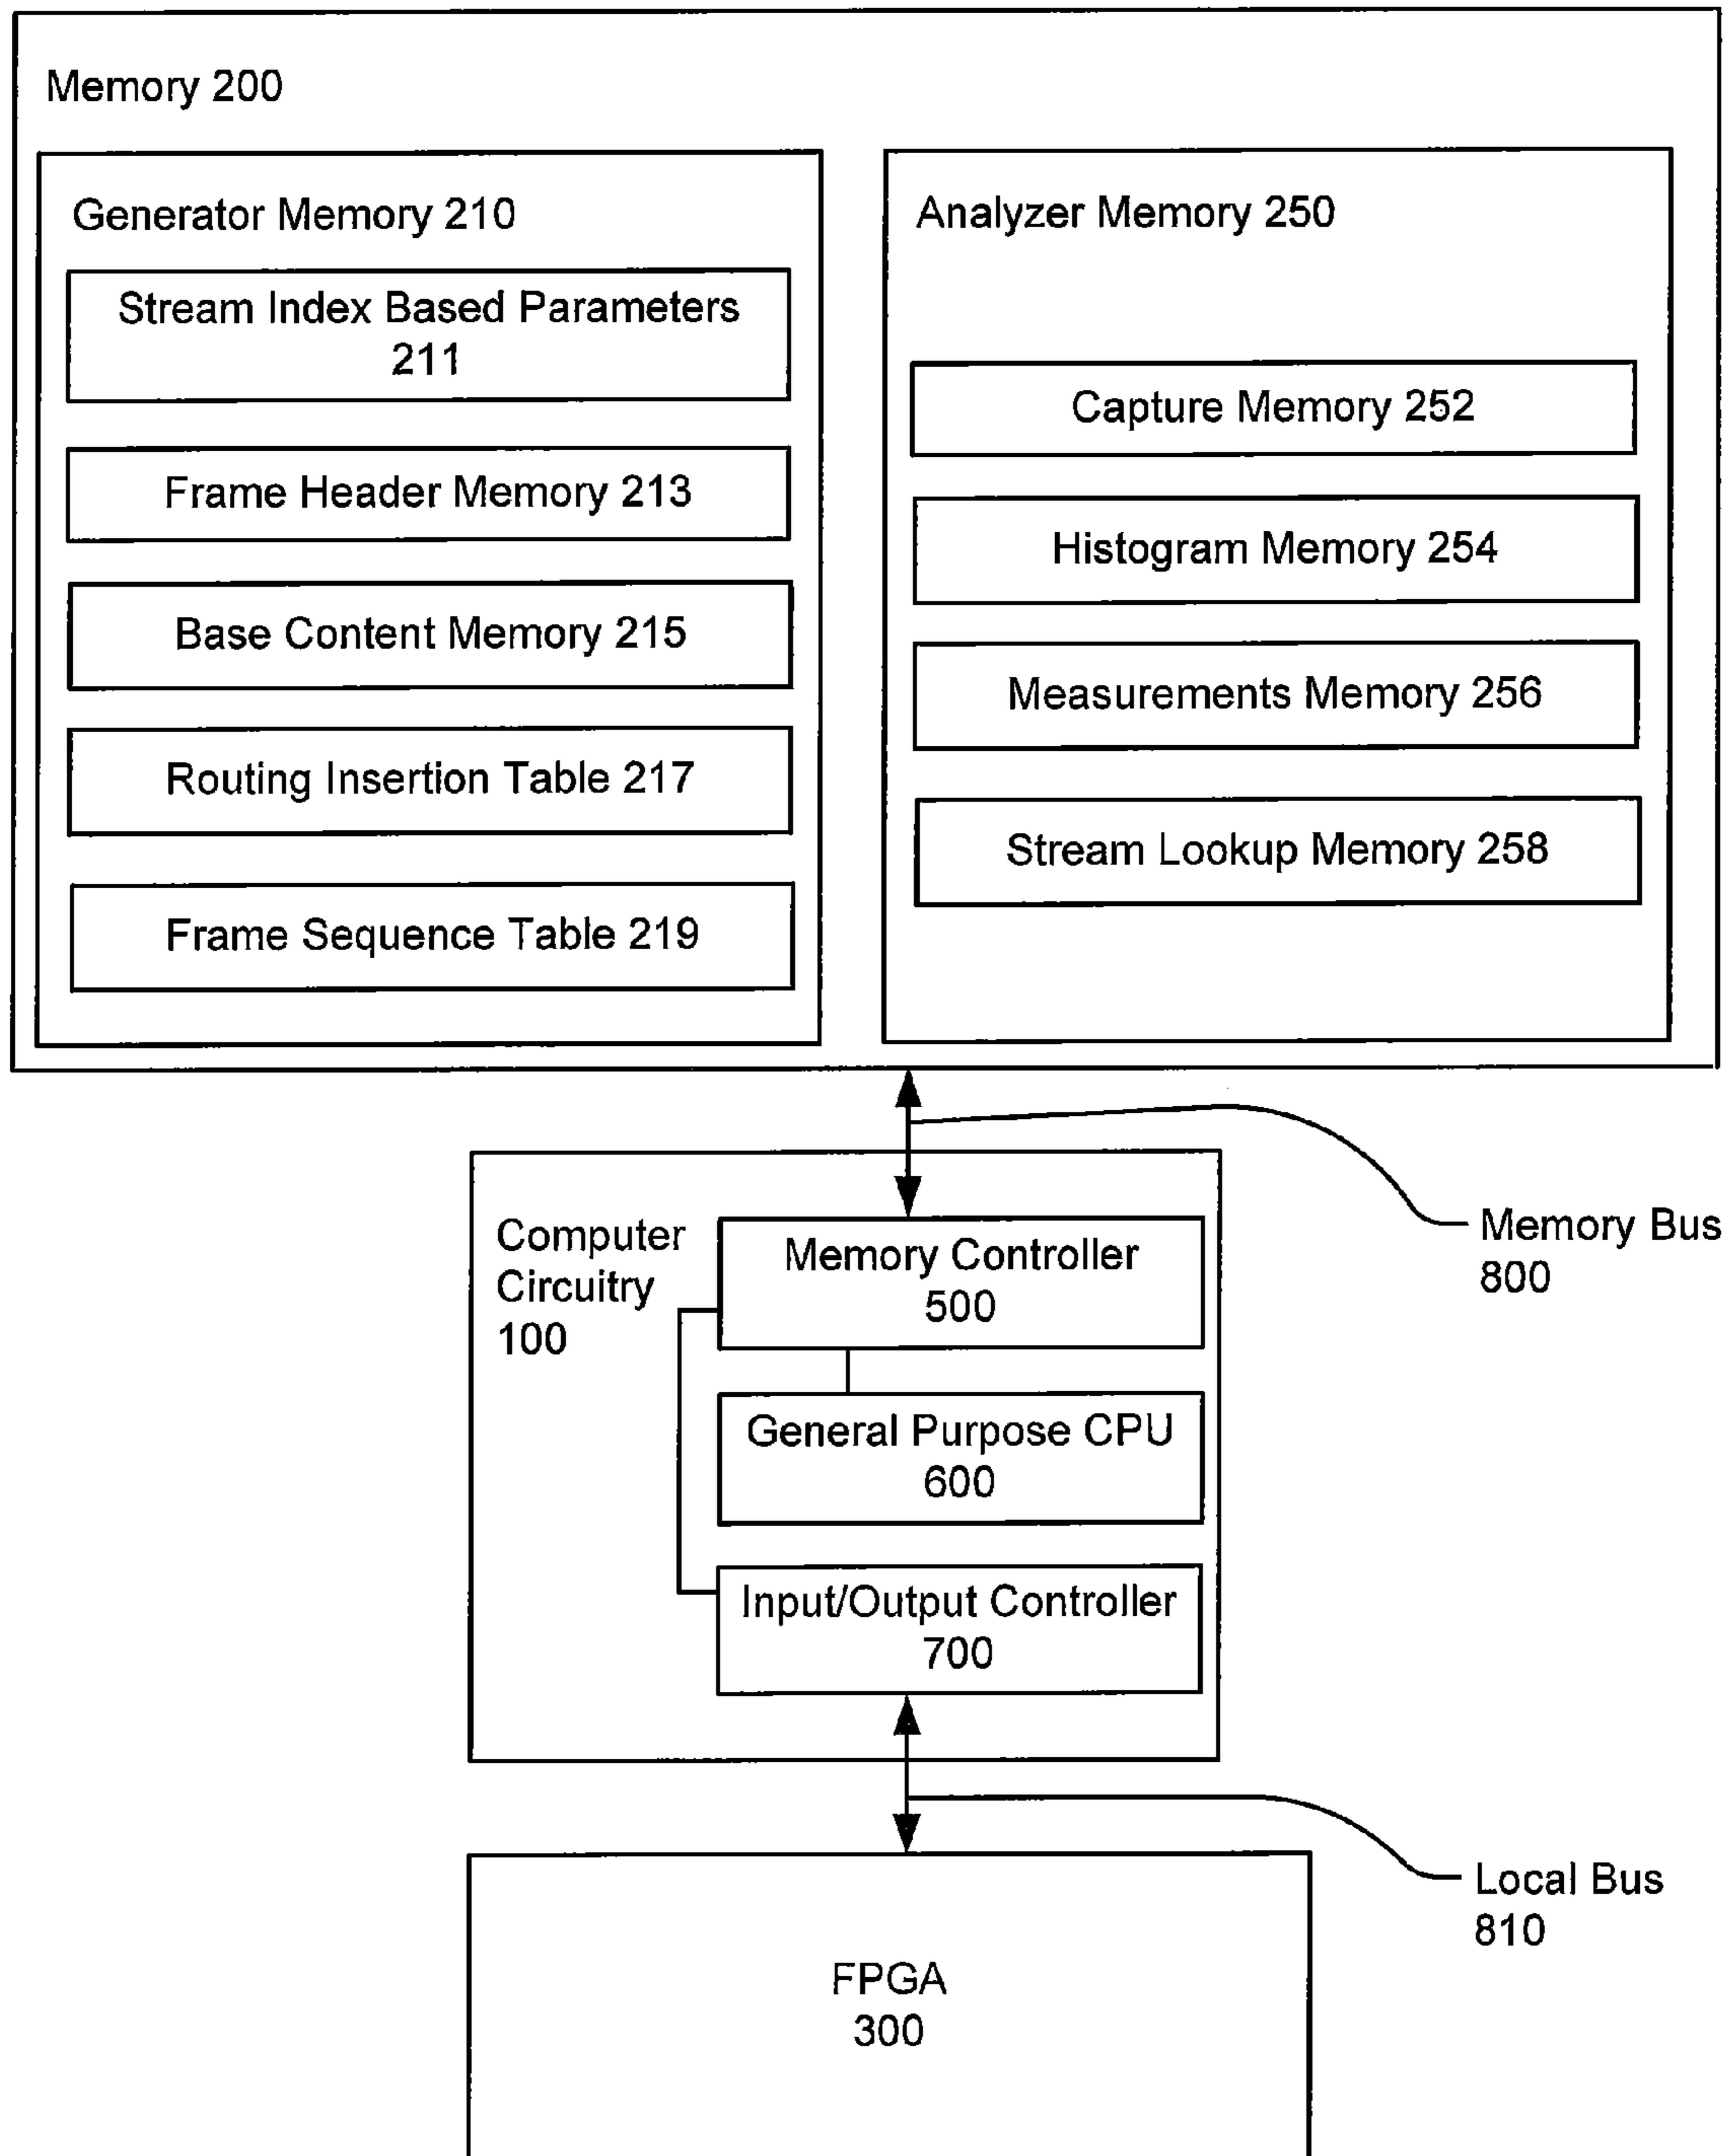 Memory 200
Generator Memory 210
Stream Index Based Parameters
211
Frame Header Memory 213
Base Content Memory 215
Routing Insertion Table 217
Frame Sequence Table 219
Analyzer Memory 250
Capture Memory 252
Histogram Memory 254
Measurements Memory 256
Stream Lookup Memory 258
Memory Bus
800
Computer
Circuitry
100
Memory Controller
500
General Purpose CPU
600
Input/Output Controller
700
Local Bus
810
FPGA
300